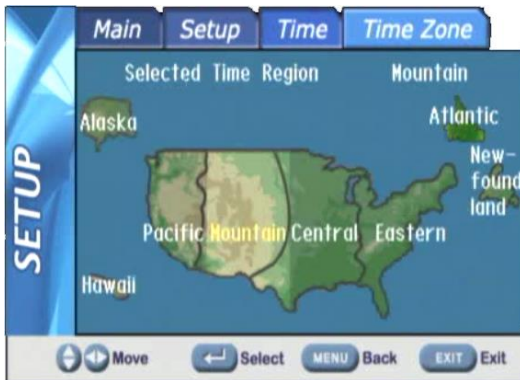 Main Setup Time Time Zone
SETUP
Selected Time Region Mountain
Alaska
Atlantic
New-
found
land
Pacific Mountain Central Eastern
Hawaii
Move Select MENU Back EXIT Exit